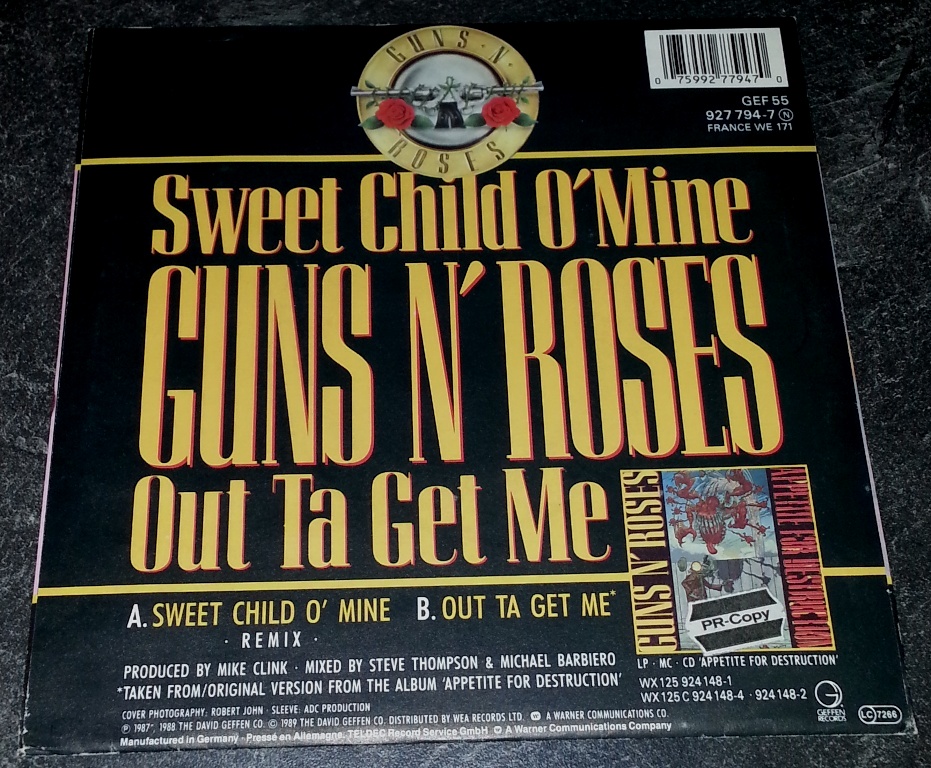 GUNS · N ·
ROSES
0 75992 77947 0
GEF 55
927 794-7 Ⓝ
FRANCE WE 171
Sweet Child O'Mine
GUNS N' ROSES
Out Ta Get Me
GUNS N' ROSES
APPETITE FOR DESTRUCTION
PR-Copy
A. SWEET CHILD O' MINE B. OUT TA GET ME*
· REMIX ·
PRODUCED BY MIKE CLINK · MIXED BY STEVE THOMPSON & MICHAEL BARBIERO
*TAKEN FROM/ORIGINAL VERSION FROM THE ALBUM 'APPETITE FOR DESTRUCTION'
LP · MC · CD 'APPETITE FOR DESTRUCTION'
WX 125 924 148-1
WX 125 C 924 148-4 · 924 148-2
GEFFEN
RECORDS
LC 7266
COVER PHOTOGRAPHY: ROBERT JOHN · SLEEVE: ADC PRODUCTION
Ⓟ 1987*, 1988 THE DAVID GEFFEN CO. © 1989 THE DAVID GEFFEN CO. DISTRIBUTED BY WEA RECORDS LTD. A WARNER COMMUNICATIONS CO.
Manufactured in Germany · Pressé en Allemagne, TELDEC Record Service GmbH A Warner Communications Company